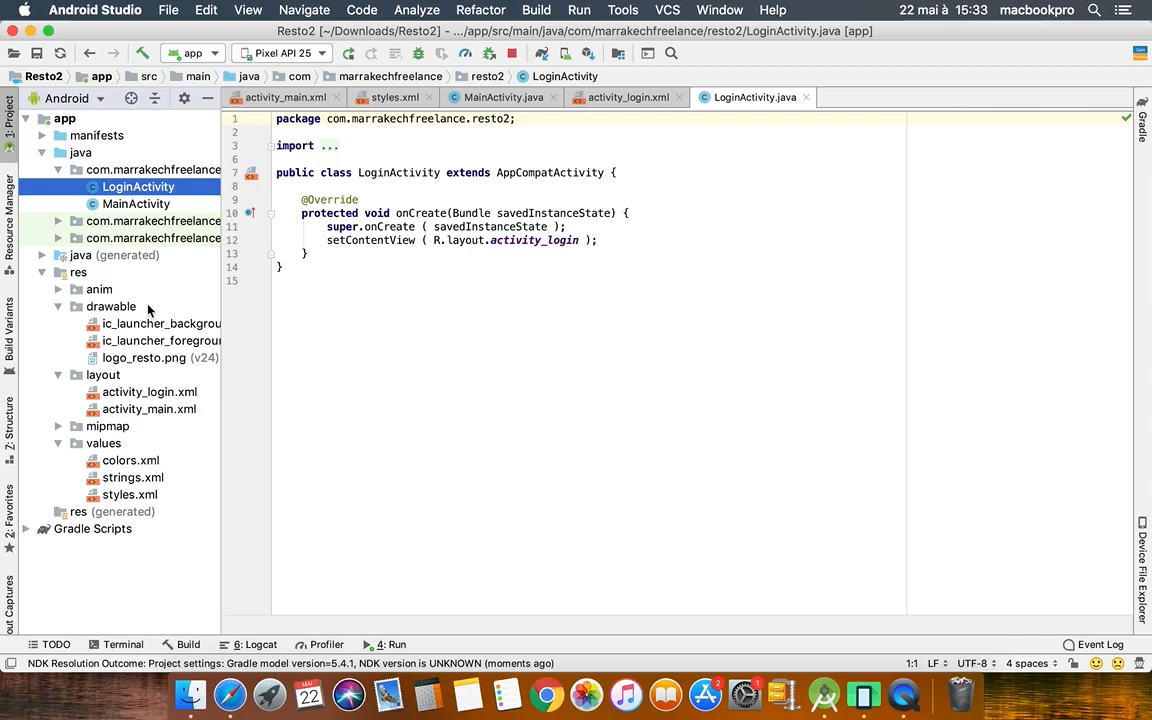 Android Studio File Edit View Navigate Code Analyze Refactor Build Run Tools VCS Window Help 22 mai à 15:33 macbookpro
Resto2 [~/Downloads/Resto2] - .../app/src/main/java/com/marrakechfreelance/resto2/LoginActivity.java [app]
app Pixel API 25
Resto2 app src main java com marrakechfreelance resto2 LoginActivity
Android activity_main.xml styles.xml MainActivity.java activity_login.xml LoginActivity.java
1: Project
Resource Manager
Build Variants
Z: Structure
2: Favorites
out Captures
app
manifests
java
com.marrakechfreelance
LoginActivity
MainActivity
com.marrakechfreelance
com.marrakechfreelance
java (generated)
res
anim
drawable
ic_launcher_backgrou
ic_launcher_foregroun
logo_resto.png (v24)
layout
activity_login.xml
activity_main.xml
mipmap
values
colors.xml
strings.xml
styles.xml
res (generated)
Gradle Scripts
1 package com.marrakechfreelance.resto2;
2
3 import ...
6
7 public class LoginActivity extends AppCompatActivity {
8
9 @Override
10 protected void onCreate(Bundle savedInstanceState) {
11 super.onCreate ( savedInstanceState );
12 setContentView ( R.layout.activity_login );
13 }
14 }
15
Gradle
Device File Explorer
TODO Terminal Build 6: Logcat Profiler 4: Run Event Log
NDK Resolution Outcome: Project settings: Gradle model version=5.4.1, NDK version is UNKNOWN (moments ago) 1:1 LF UTF-8 4 spaces
22 2 1